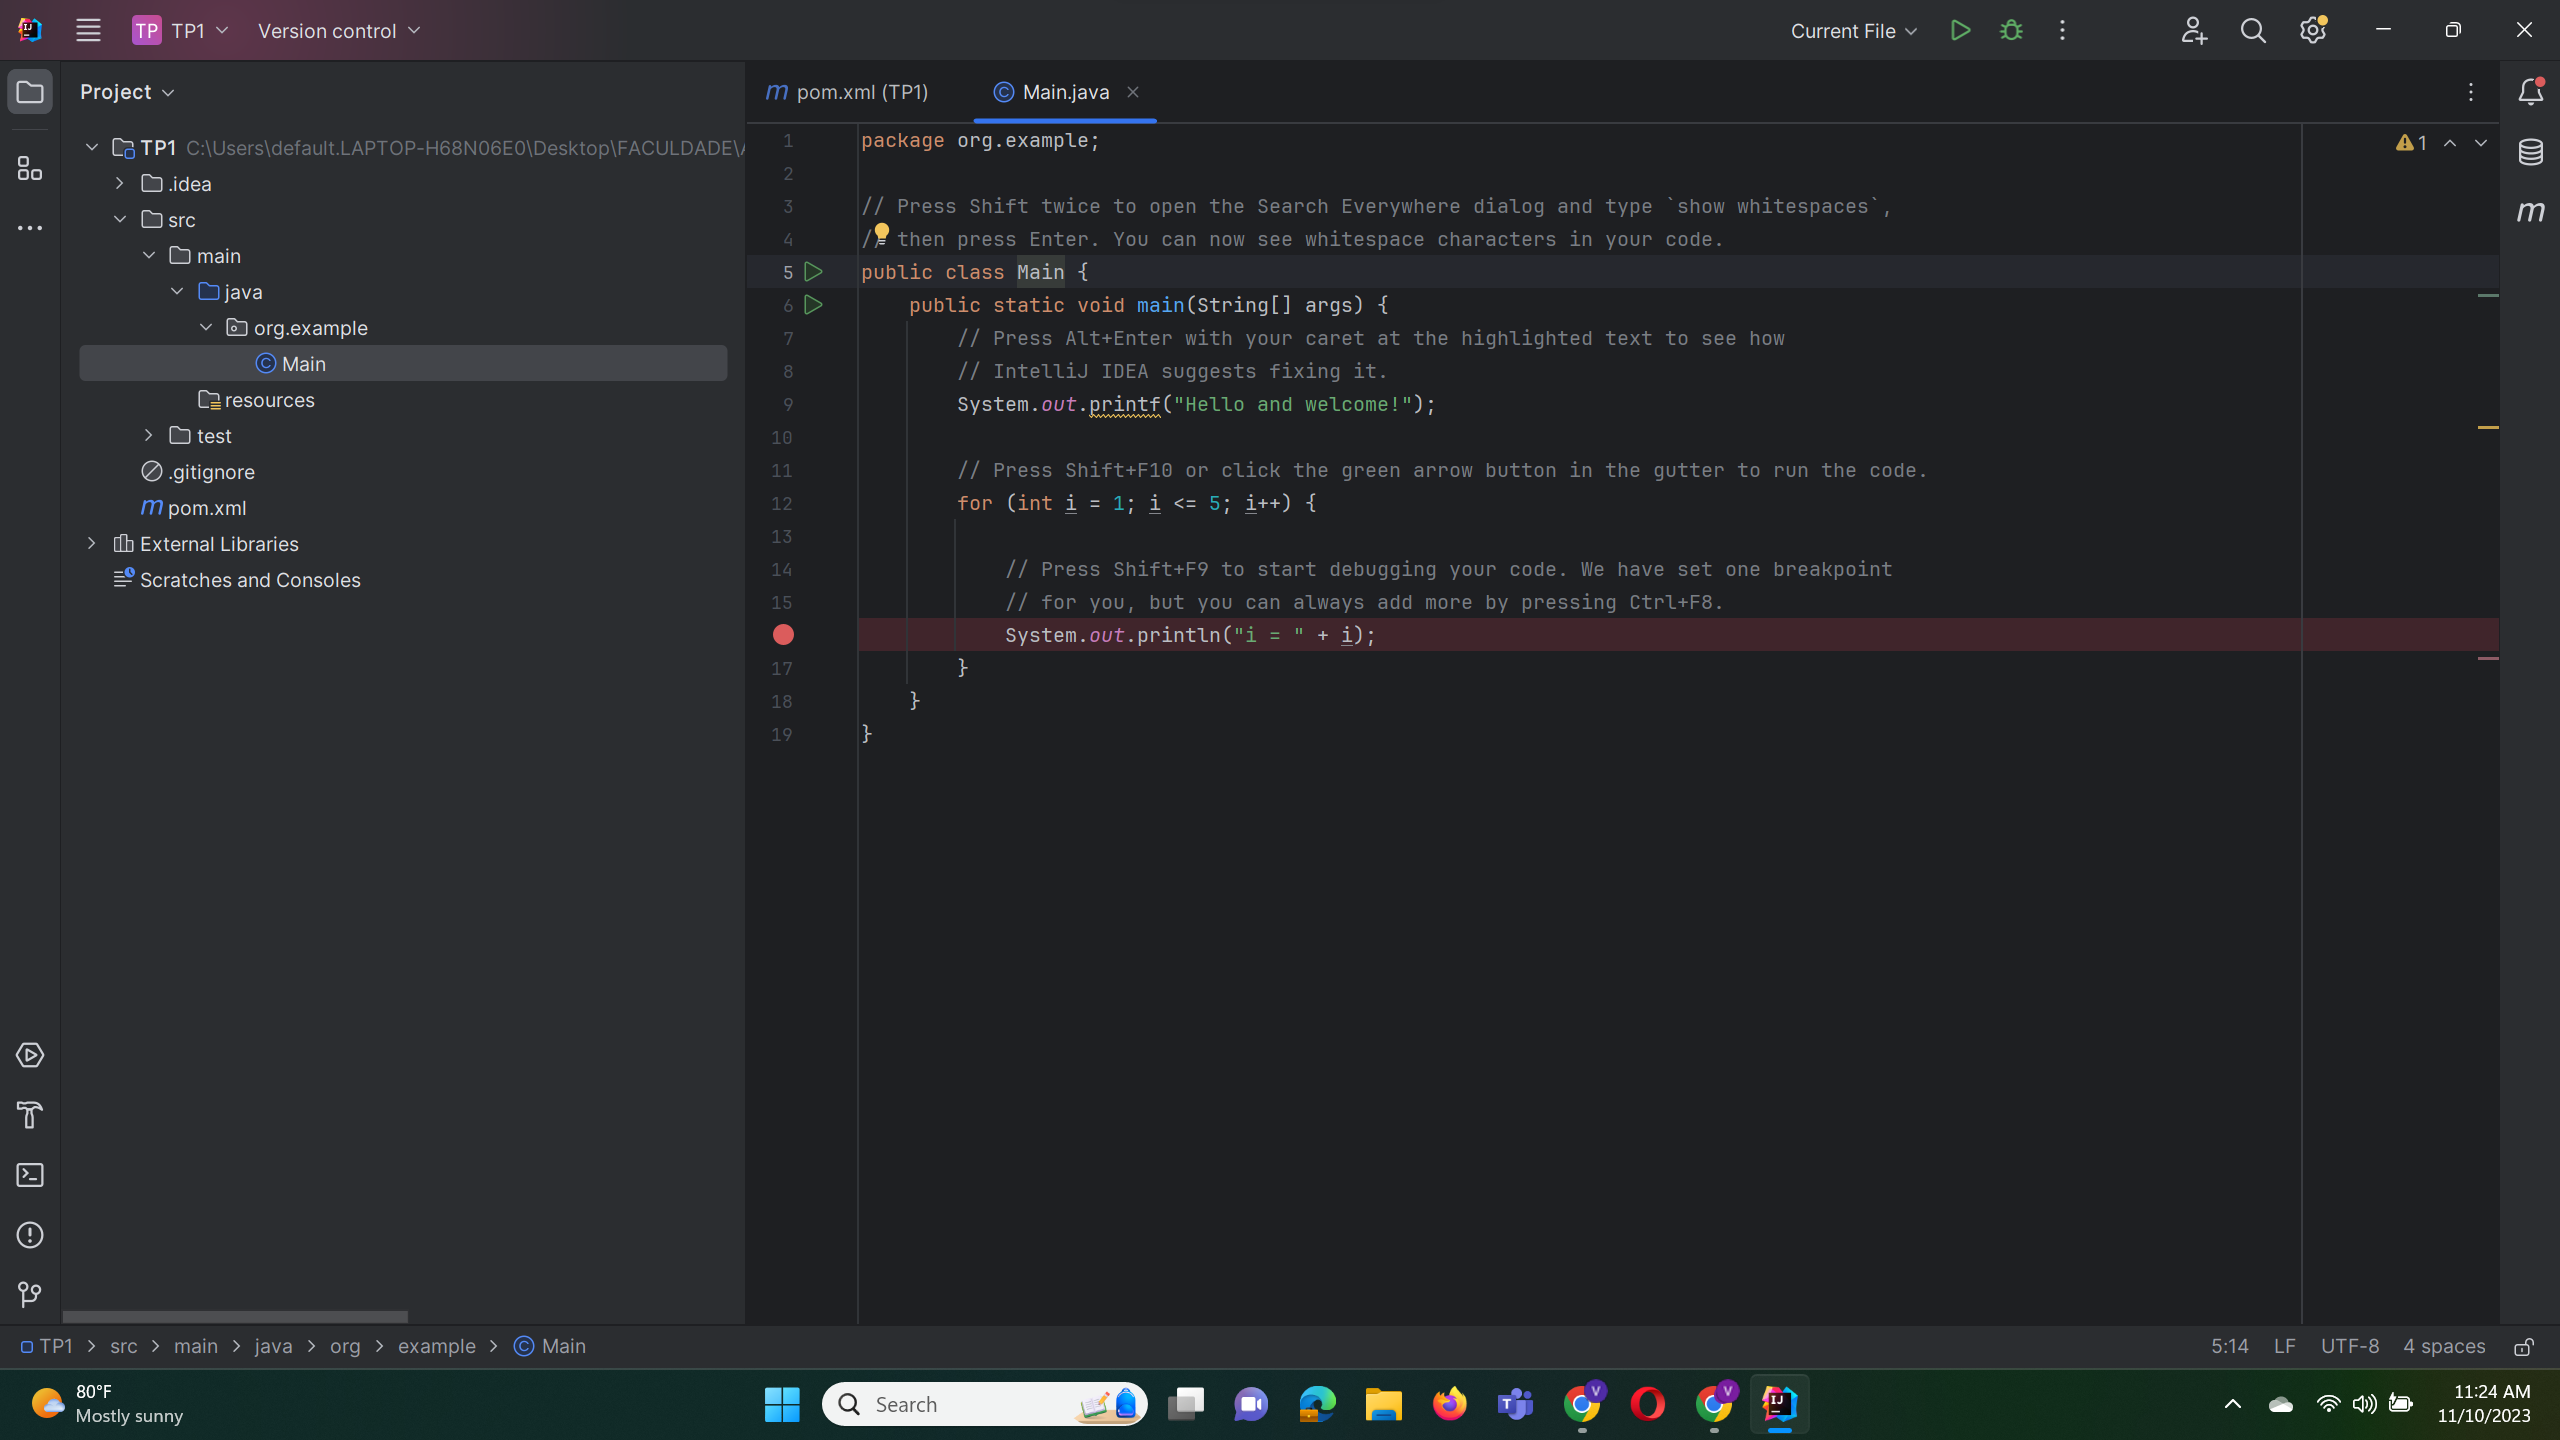 TP TP1 Version control Current File
Project
pom.xml (TP1) Main.java
TP1 C:\Users\default.LAPTOP-H68N06E0\Desktop\FACULDADE\
.idea
src
main
java
org.example
Main
resources
test
.gitignore
pom.xml
External Libraries
Scratches and Consoles
1 package org.example;
2
3 // Press Shift twice to open the Search Everywhere dialog and type `show whitespaces`,
4 // then press Enter. You can now see whitespace characters in your code.
5 public class Main {
6 public static void main(String[] args) {
7 // Press Alt+Enter with your caret at the highlighted text to see how
8 // IntelliJ IDEA suggests fixing it.
9 System.out.printf("Hello and welcome!");
10
11 // Press Shift+F10 or click the green arrow button in the gutter to run the code.
12 for (int i = 1; i <= 5; i++) {
13
14 // Press Shift+F9 to start debugging your code. We have set one breakpoint
15 // for you, but you can always add more by pressing Ctrl+F8.
System.out.println("i = " + i);
17 }
18 }
19 }
1
TP1 > src > main > java > org > example > Main
5:14 LF UTF-8 4 spaces
80°F
Mostly sunny
Search
11:24 AM
11/10/2023